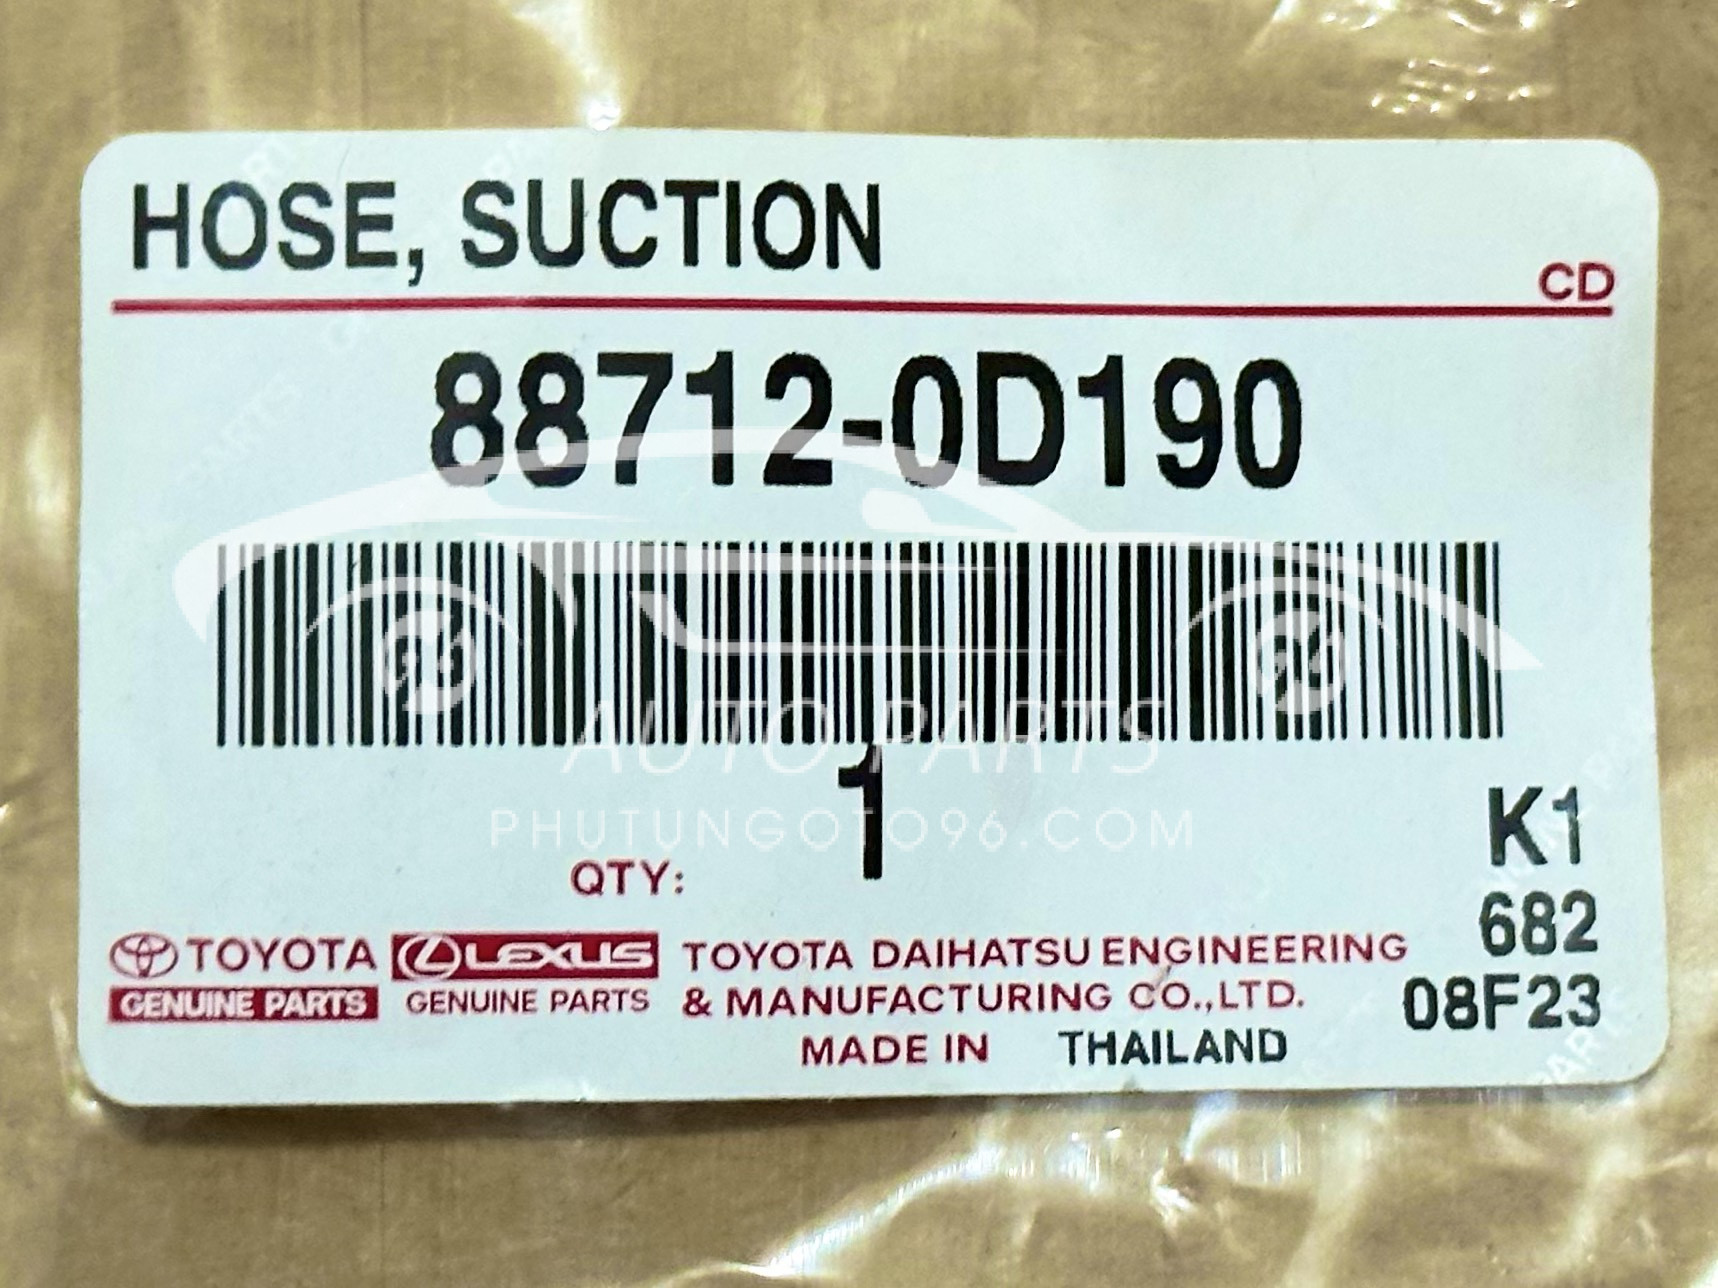 HOSE, SUCTION
CD
88712-0D190
AUTO PARTS
PHUTUNGOTO96.COM
QTY: 1
K1
682
08F23
TOYOTA
GENUINE PARTS
LEXUS
GENUINE PARTS
TOYOTA DAIHATSU ENGINEERING
& MANUFACTURING CO.,LTD.
MADE IN THAILAND